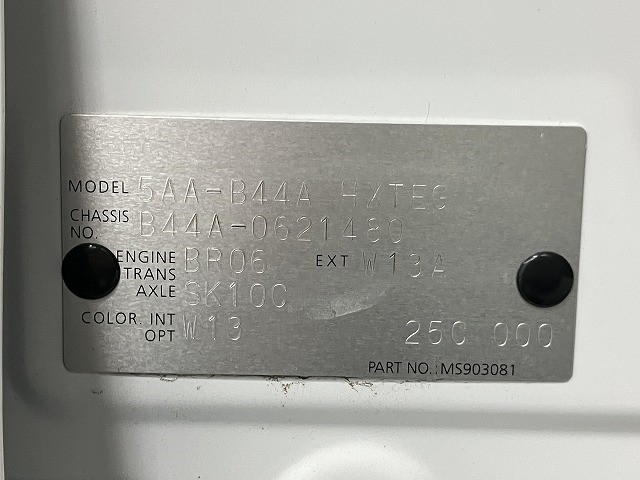 MODEL 5AA-B44A HXTEG
CHASSIS NO. B44A-0621480
ENGINE BR06 EXT W13A
TRANS AXLE SK10C
COLOR. INT W13 25C 000
OPT
PART NO.: MS903081